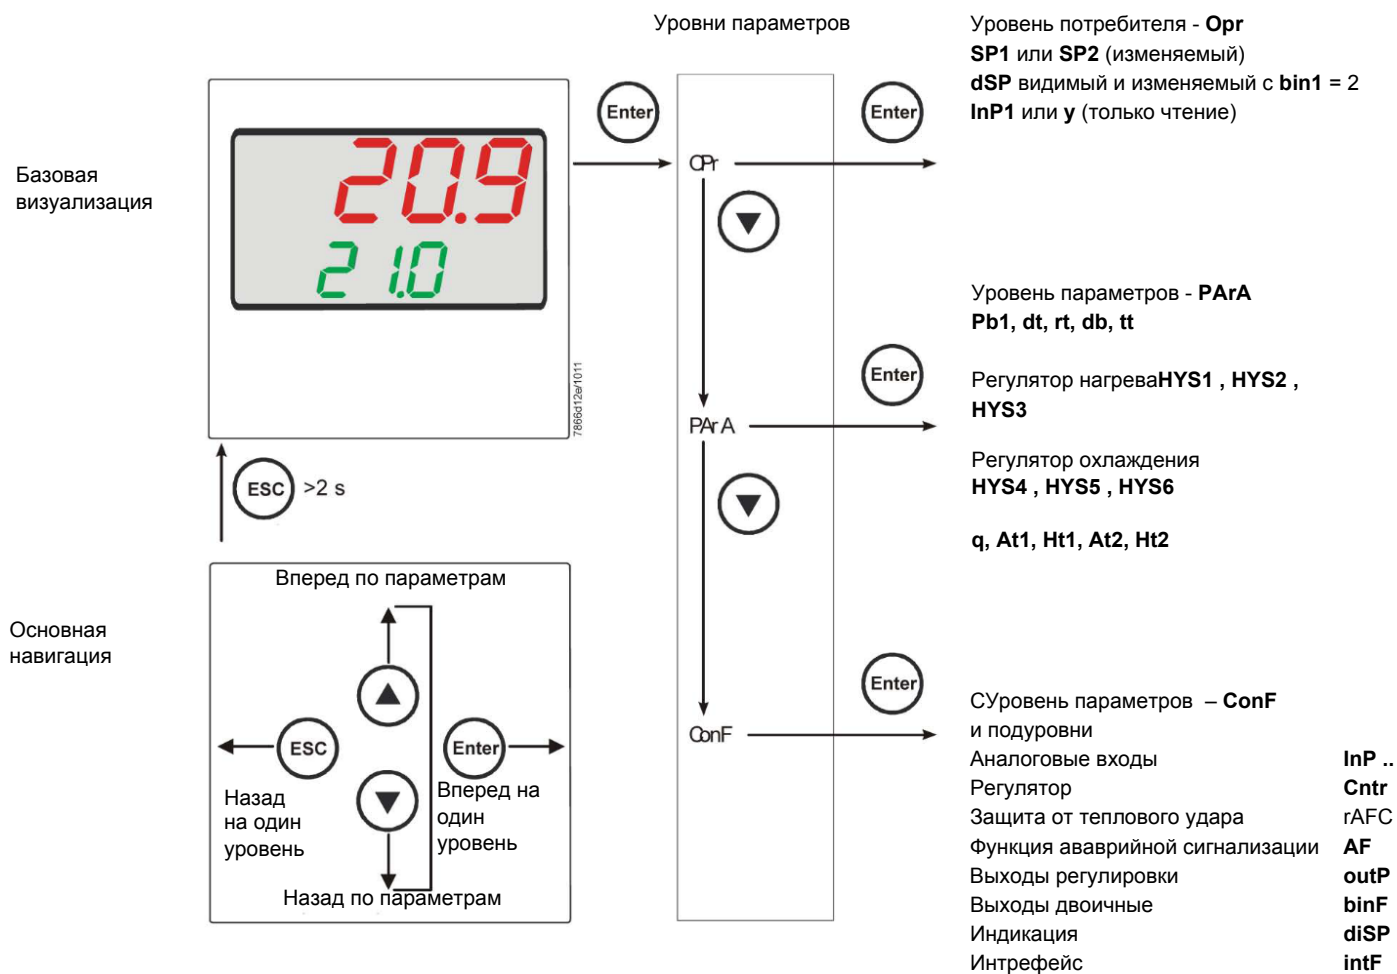 Уровни параметров
Уровень потребителя - Opr
SP1 или SP2 (изменяемый)
dSP видимый и изменяемый с bin1 = 2
InP1 или y (только чтение)
Enter
Enter
Базовая
визуализация
20.9
21.0
7866d12e/1011
OPr
Уровень параметров - PArA
Pb1, dt, rt, db, tt
Enter
Регулятор нагреваHYS1 , HYS2 ,
HYS3
PArA
Регулятор охлаждения
HYS4 , HYS5 , HYS6
ESC >2 s
q, At1, Ht1, At2, Ht2
Основная
навигация
Вперед по параметрам
ESC
Enter
Назад
на один
уровень
Вперед на
один
уровень
Назад по параметрам
Enter
ConF
СУровень параметров – ConF
и подуровни
Аналоговые входы InP ..
Регулятор Cntr
Защита от теплового удара rAFC
Функция ававрийной сигнализации AF
Выходы регулировки outP
Выходы двоичные binF
Индикация diSP
Интрефейс intF